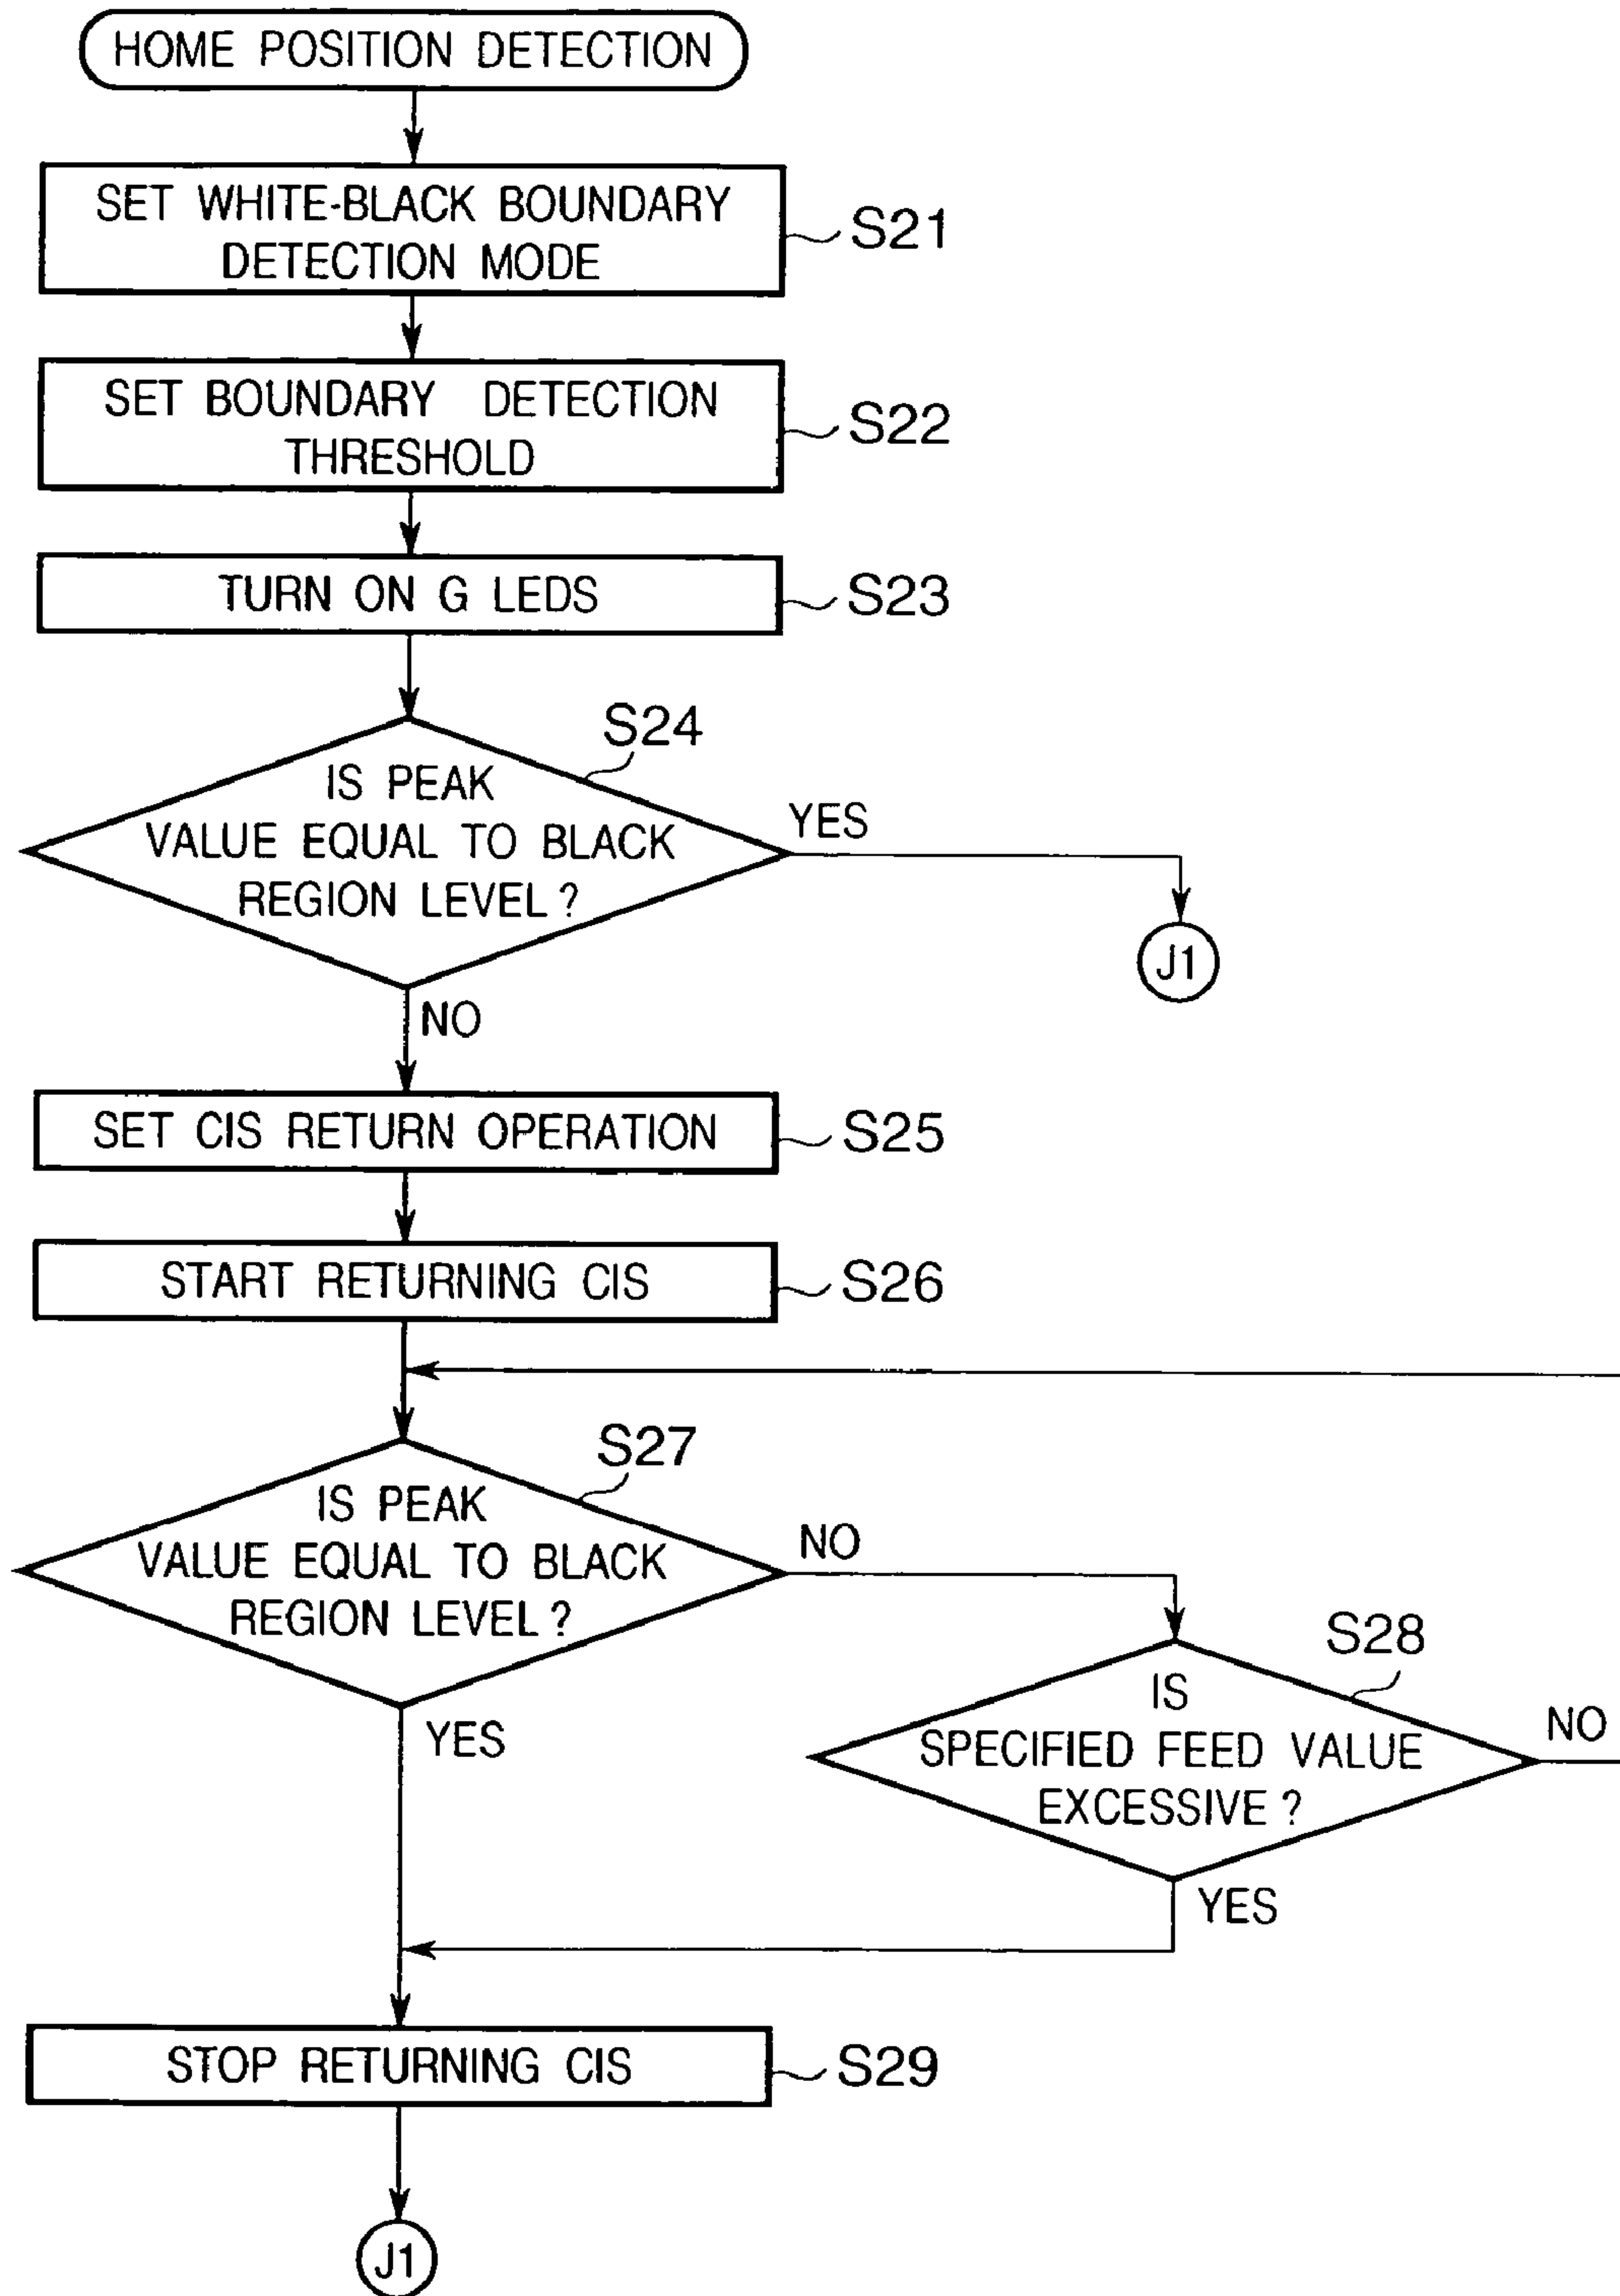 HOME POSITION DETECTION
SET WHITE-BLACK BOUNDARY
DETECTION MODE
S21
SET BOUNDARY DETECTION
THRESHOLD
S22
TURN ON G LEDS
S23
S24
IS PEAK
VALUE EQUAL TO BLACK
REGION LEVEL?
YES
J1
NO
SET CIS RETURN OPERATION
S25
START RETURNING CIS
S26
S27
IS PEAK
VALUE EQUAL TO BLACK
REGION LEVEL?
NO
YES
S28
IS
SPECIFIED FEED VALUE
EXCESSIVE?
NO
YES
STOP RETURNING CIS
S29
J1